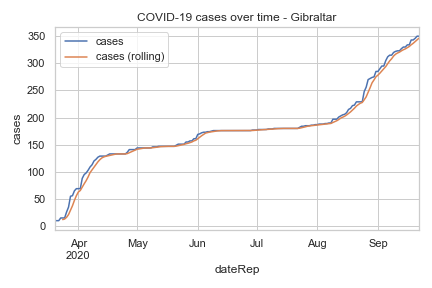 COVID-19 cases over time - Gibraltar
cases
cases (rolling)
350
300
250
200
150
100
50
0
cases
Apr
2020
May
Jun
Jul
Aug
Sep
dateRep